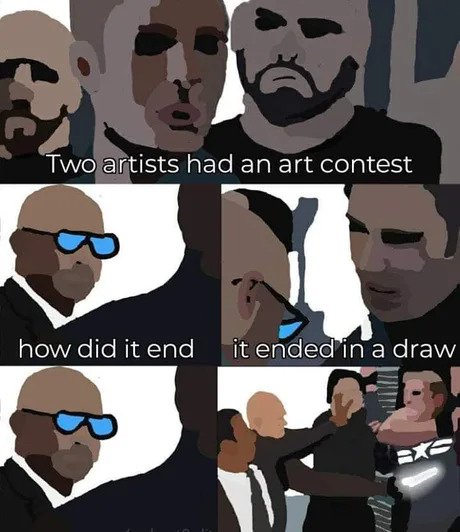 Two artists had an art contest
how did it end
it ended in a draw